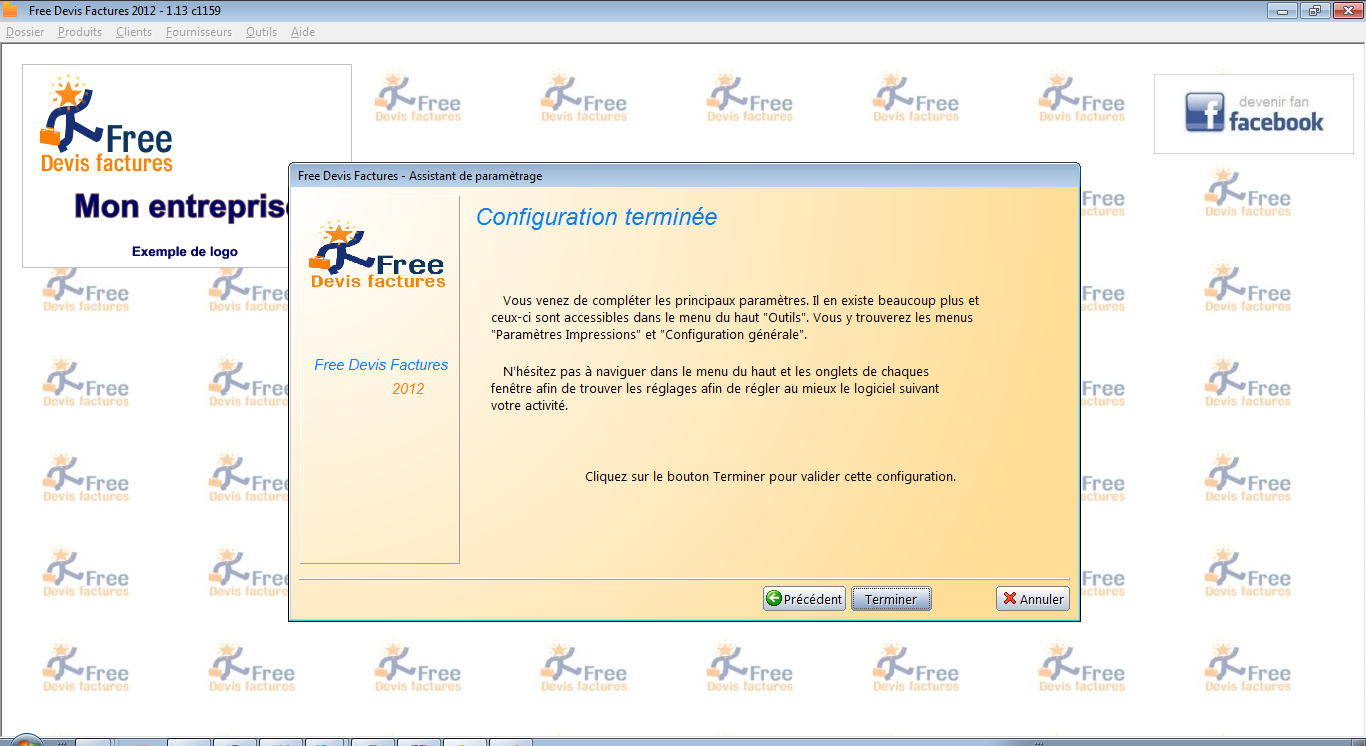 Free Devis Factures 2012 - 1.13 c1159
Dossier Produits Clients Fournisseurs Outils Aide
Free
Devis factures
Mon entreprise
Exemple de logo
devenir fan
facebook
Free Devis Factures - Assistant de paramètrage
Free
Devis factures
Free Devis Factures
2012
Configuration terminée
Vous venez de compléter les principaux paramètres. Il en existe beaucoup plus et
ceux-ci sont accessibles dans le menu du haut "Outils". Vous y trouverez les menus
"Paramètres Impressions" et "Configuration générale".
N'hésitez pas à naviguer dans le menu du haut et les onglets de chaques
fenêtre afin de trouver les réglages afin de régler au mieux le logiciel suivant
votre activité.
Cliquez sur le bouton Terminer pour valider cette configuration.
Précédent Terminer Annuler